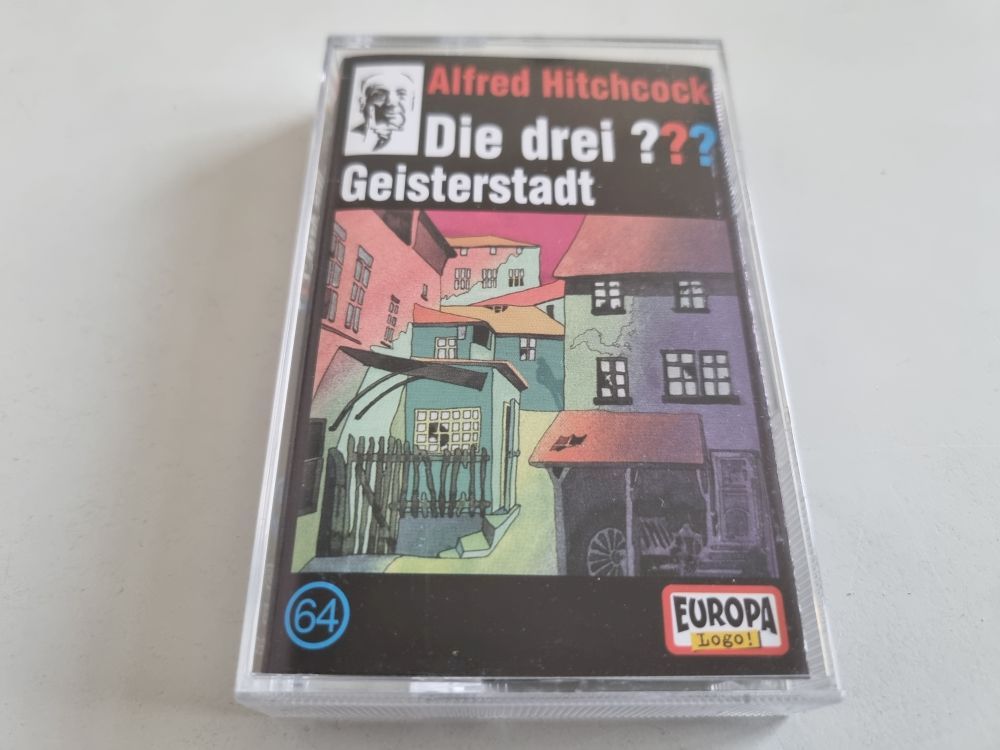 Alfred Hitchcock
Die drei ???
Geisterstadt
64
EUROPA
Logo!